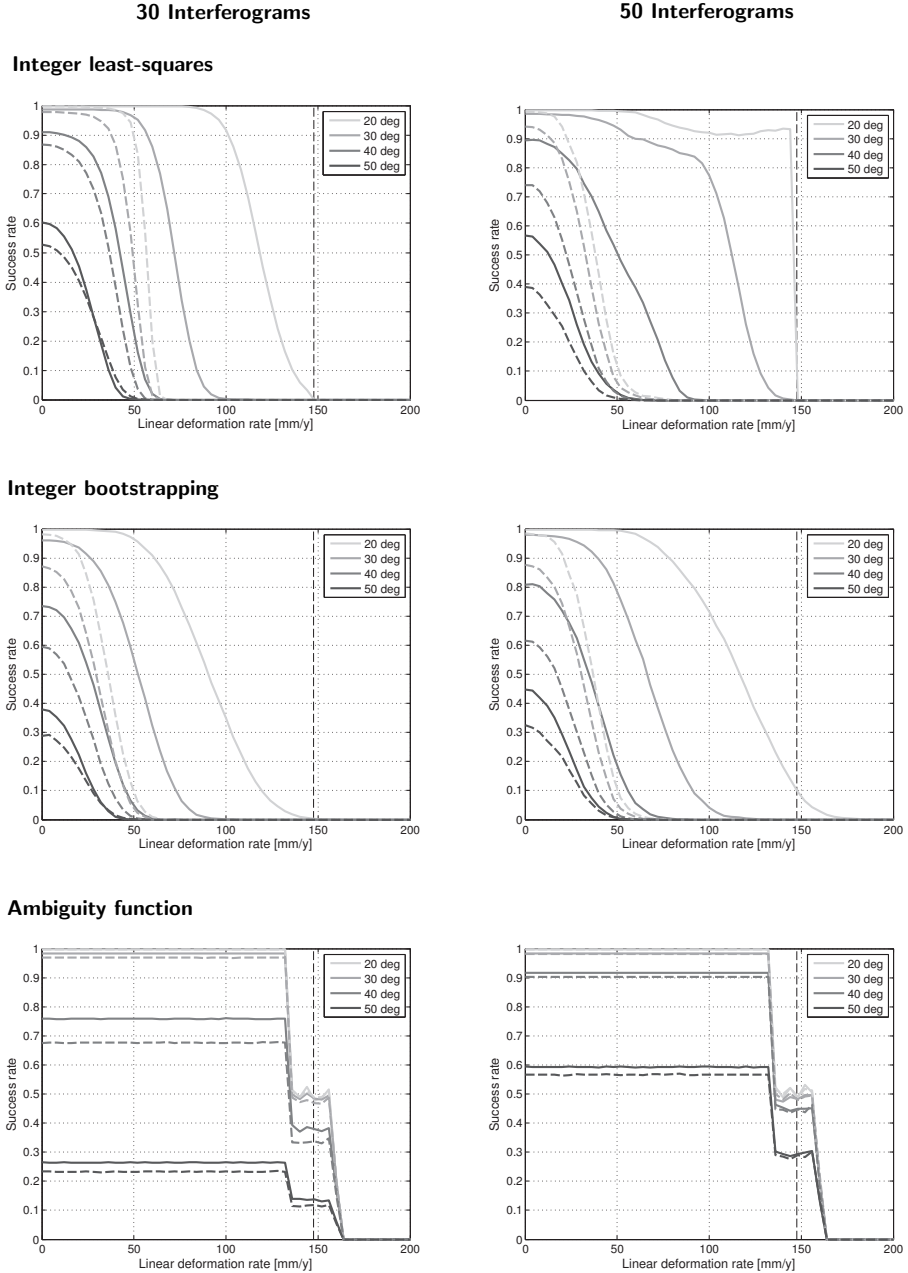 30 Interferograms
50 Interferograms
Integer least-squares
Success rate
1
0.9
0.8
0.7
0.6
0.5
0.4
0.3
0.2
0.1
0
0 50 100 150 200
Linear deformation rate [mm/y]
20 deg
30 deg
40 deg
50 deg
Success rate
1
0.9
0.8
0.7
0.6
0.5
0.4
0.3
0.2
0.1
0
0 50 100 150 200
Linear deformation rate [mm/y]
20 deg
30 deg
40 deg
50 deg
Integer bootstrapping
Success rate
1
0.9
0.8
0.7
0.6
0.5
0.4
0.3
0.2
0.1
0
0 50 100 150 200
Linear deformation rate [mm/y]
20 deg
30 deg
40 deg
50 deg
Success rate
1
0.9
0.8
0.7
0.6
0.5
0.4
0.3
0.2
0.1
0
0 50 100 150 200
Linear deformation rate [mm/y]
20 deg
30 deg
40 deg
50 deg
Ambiguity function
Success rate
1
0.9
0.8
0.7
0.6
0.5
0.4
0.3
0.2
0.1
0
0 50 100 150 200
Linear deformation rate [mm/y]
20 deg
30 deg
40 deg
50 deg
Success rate
1
0.9
0.8
0.7
0.6
0.5
0.4
0.3
0.2
0.1
0
0 50 100 150 200
Linear deformation rate [mm/y]
20 deg
30 deg
40 deg
50 deg